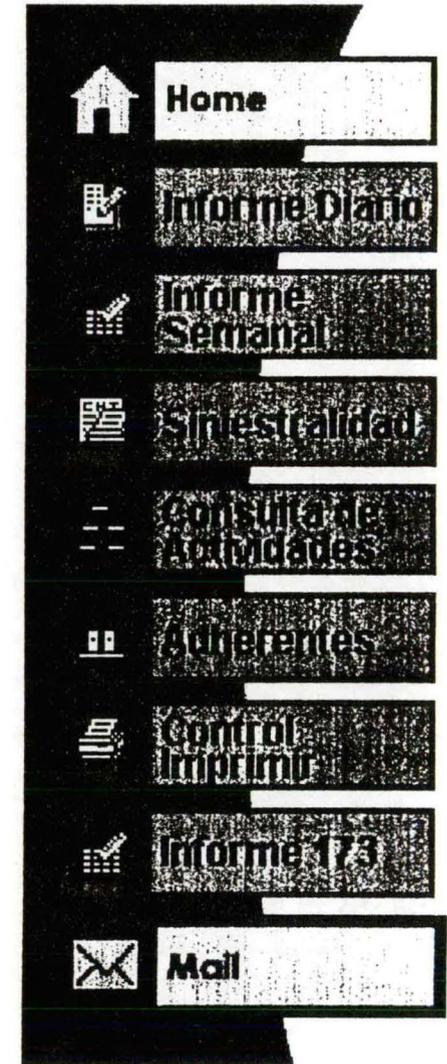 Home
Informe Diario
Informe
Semanal
Siniestralidad
Consulta de
Actividades
Adherentes
Control
Imprimir
Informe 173
Mail